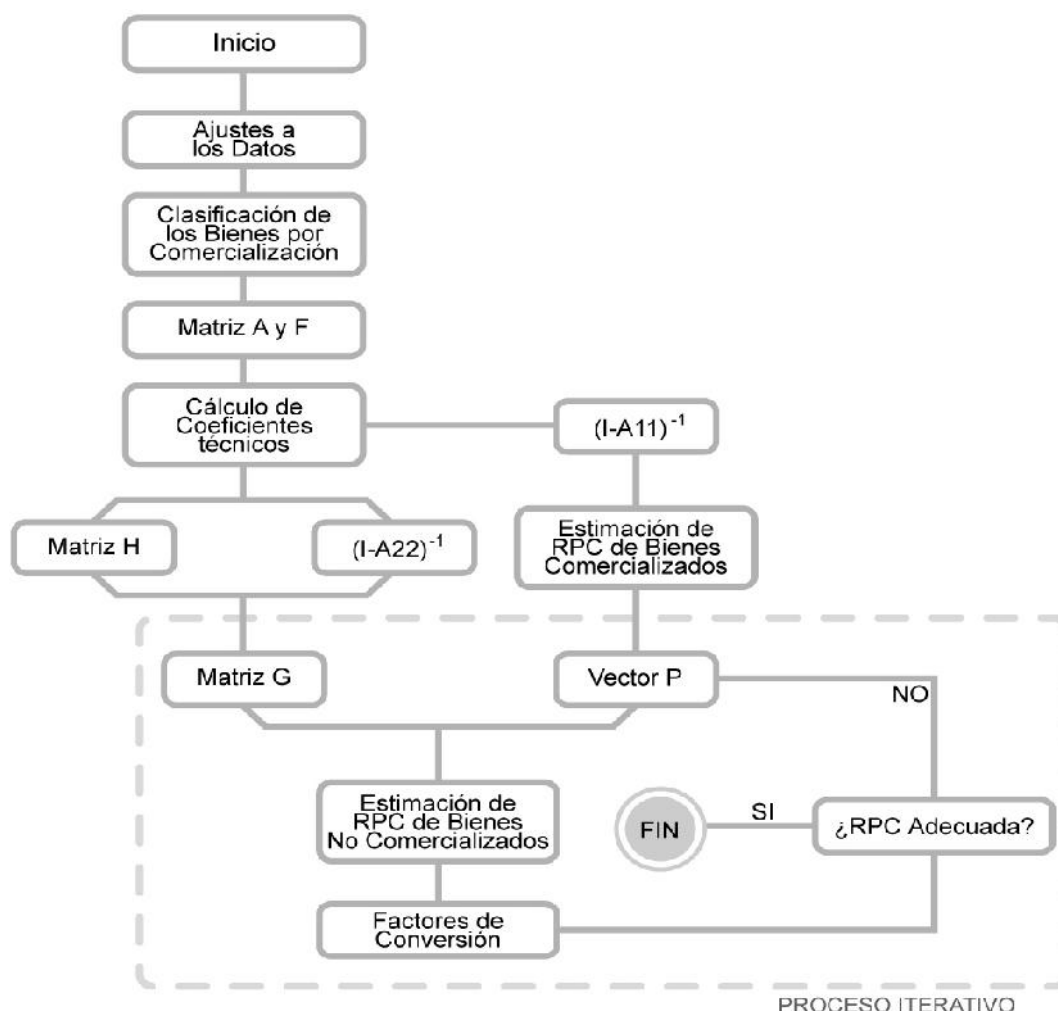 Inicio
Ajustes a
los Datos
Clasificación de
los Bienes por
Comercialización
Matriz A y F
Cálculo de
Coeficientes
técnicos
(I-A11)⁻¹
Matriz H
(I-A22)⁻¹
Estimación de
RPC de Bienes
Comercializados
Matriz G
Vector P
NO
Estimación de
RPC de Bienes
No Comercializados
FIN
SI
¿RPC Adecuada?
Factores de
Conversión
PROCESO ITERATIVO